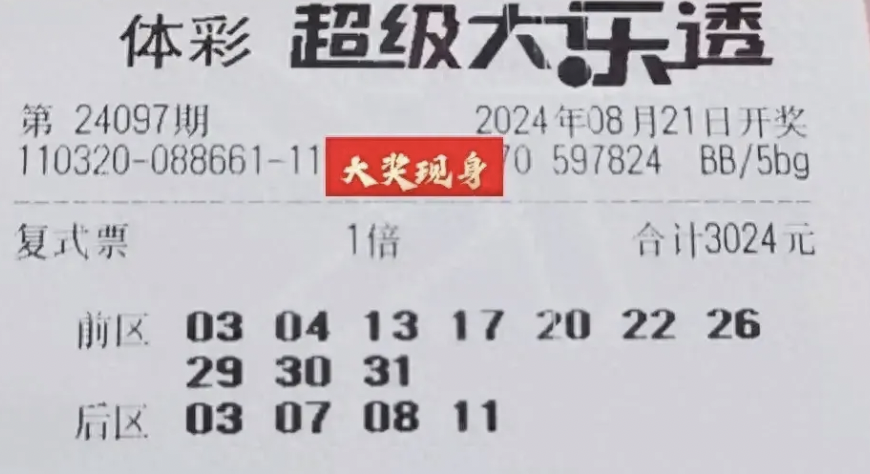 体彩 超级大乐透
第 24097期 2024年08月21日开奖
110320-088661-11 大奖现身 70 597824 BB/5bg
复式票 1倍 合计3024元
前区 03 04 13 17 20 22 26
29 30 31
后区 03 07 08 11